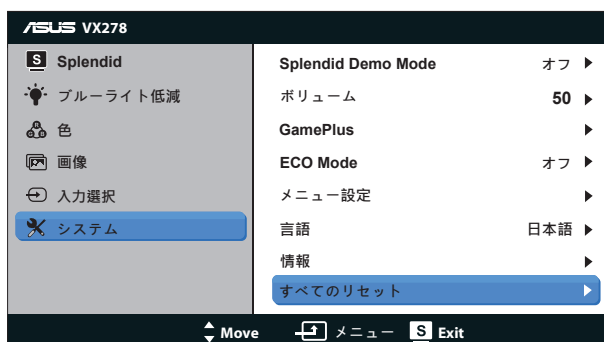 ASUS VX278
S Splendid
ブルーライト低減
色
画像
入力選択
システム
Splendid Demo Mode オフ
ボリューム 50
GamePlus
ECO Mode オフ
メニュー設定
言語 日本語
情報
すべてのリセット
Move メニュー S Exit